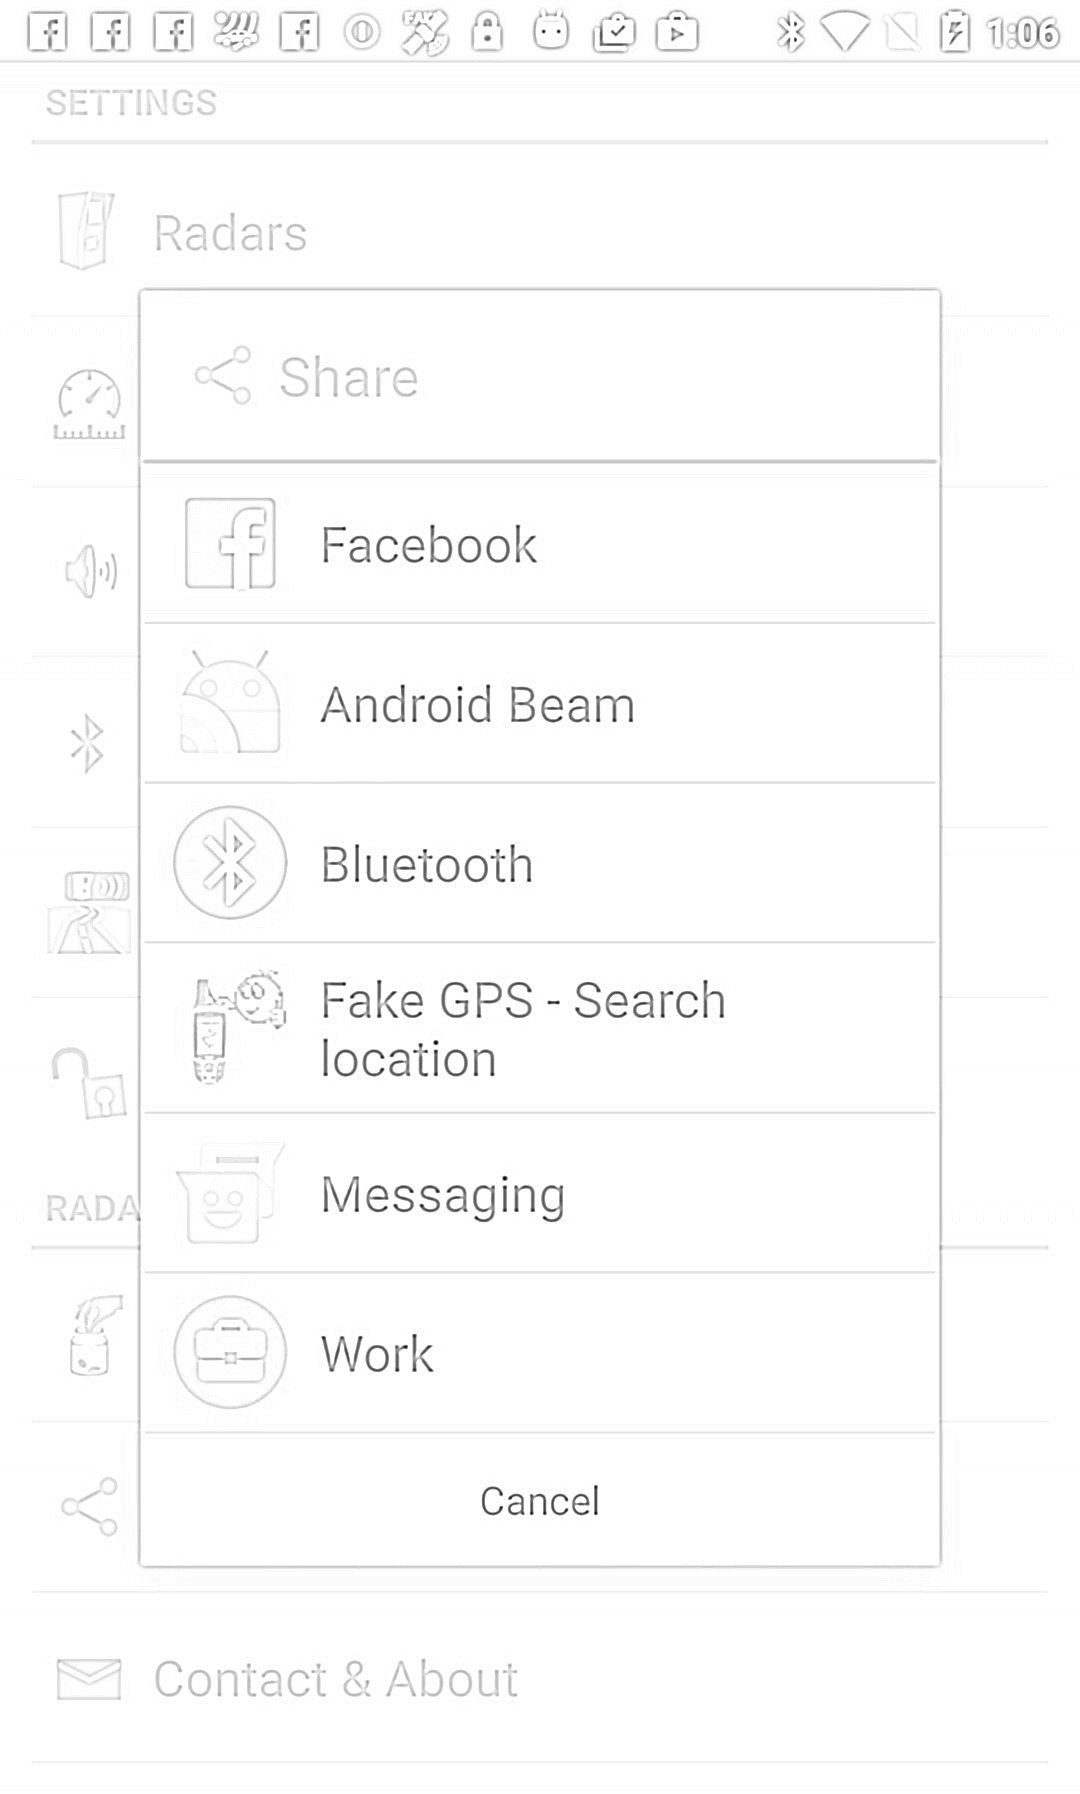 1:06
SETTINGS
Radars
Share
Facebook
Android Beam
Bluetooth
Fake GPS - Search
location
Messaging
RADA
Work
Cancel
Contact & About